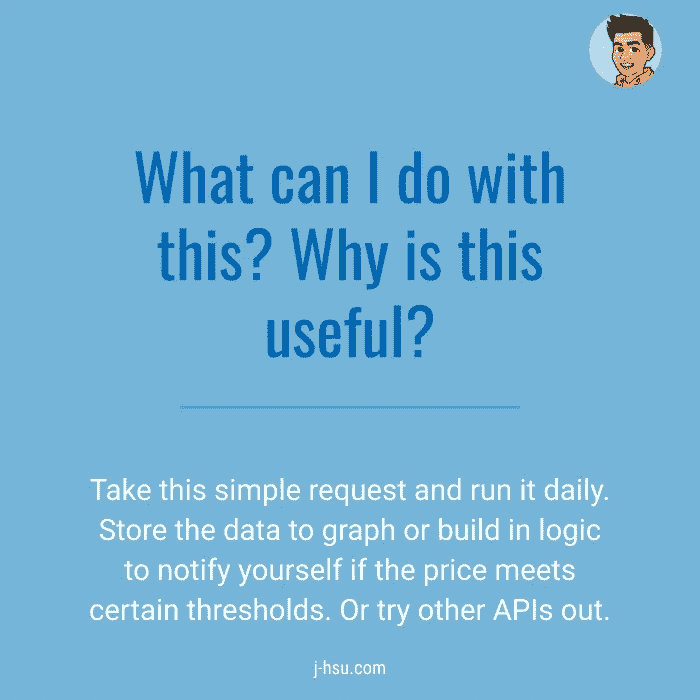 What can I do with
this? Why is this
useful?
Take this simple request and run it daily.
Store the data to graph or build in logic
to notify yourself if the price meets
certain thresholds. Or try other APIs out.
j-hsu.com